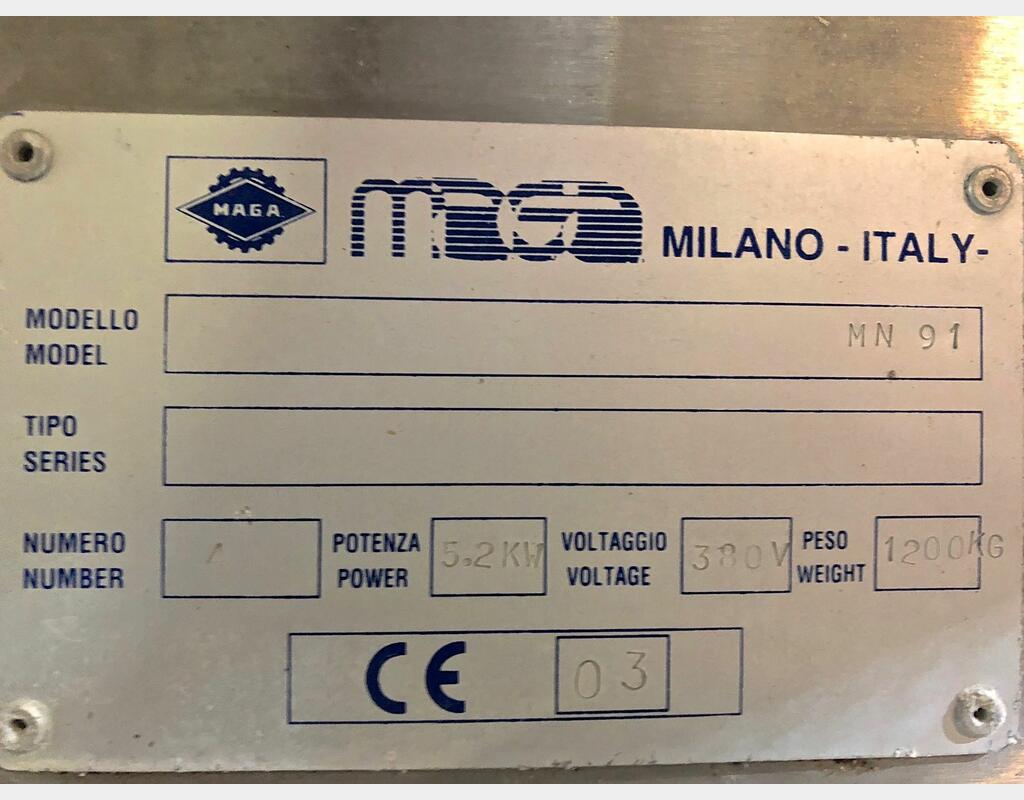 MAGA
maga MILANO - ITALY-
MODELLO
MODEL
MN 91
TIPO
SERIES
NUMERO
NUMBER
POTENZA
POWER
5.2KW
VOLTAGGIO
VOLTAGE
380V
PESO
WEIGHT
1200KG
CE 03